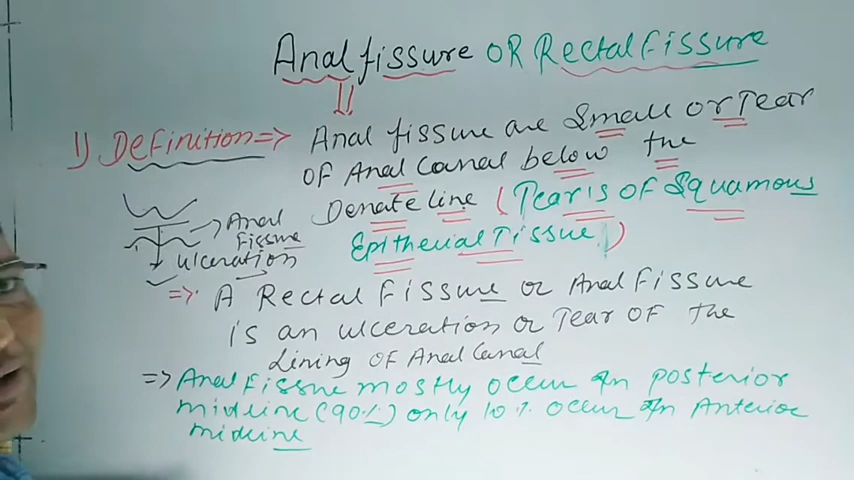 Anal fissure OR Rectal Fissure
1) Definition => Anal fissure are Small or Tear
OF Anal Canal below the
Denate line (Tear is OF Squamous
Epitherial Tissue)
Anal
Fissure
ulceration
=> A Rectal Fissure or Anal Fissure
is an ulceration or Tear OF the
Lining OF Anal Canal
=> Anal Fissue mostly occur In posterior
midline (90%) only 10% occur In Anterior
midline